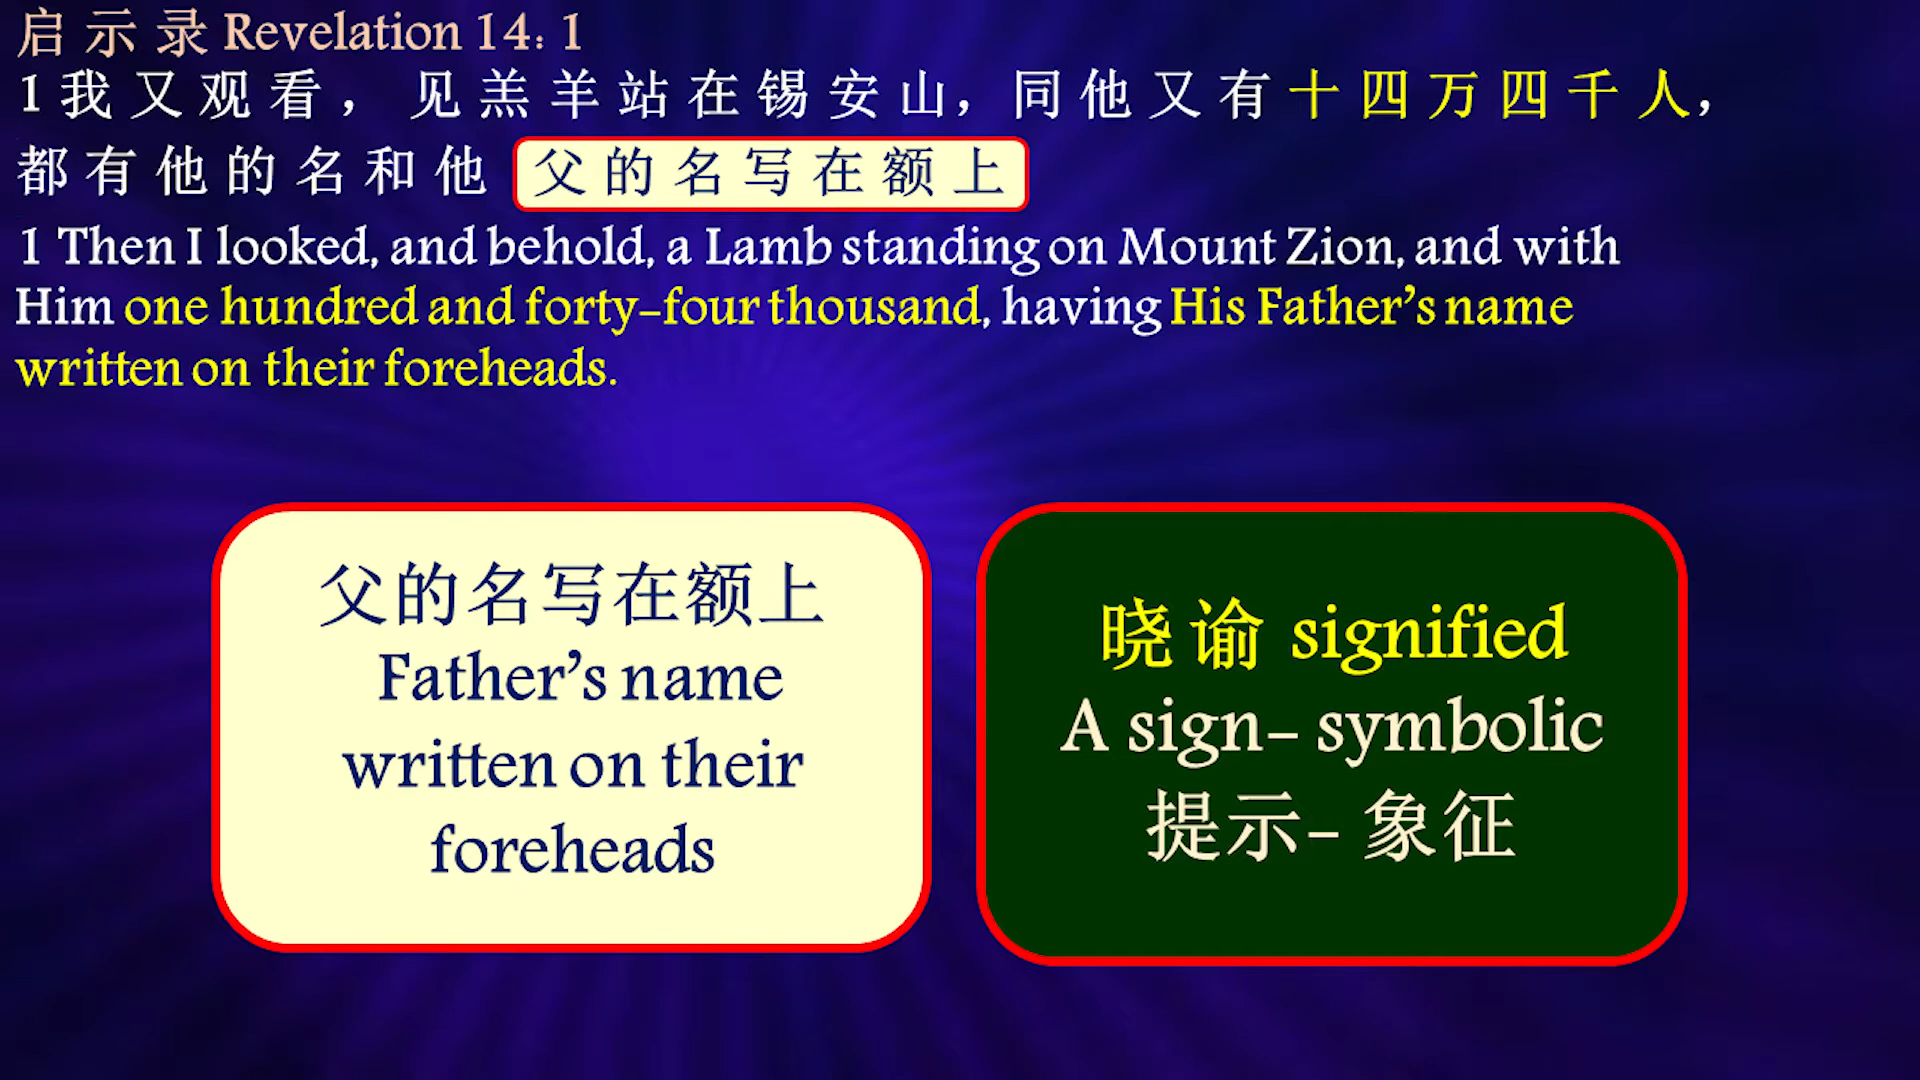 启示录 Revelation 14: 1
1 我又观看， 见羔羊站在锡安山，同他又有十四万四千人，
都有他的名和他 父的名写在额上
1 Then I looked, and behold, a Lamb standing on Mount Zion, and with
Him one hundred and forty-four thousand, having His Father’s name
written on their foreheads.
父的名写在额上
Father’s name
written on their
foreheads
晓谕 signified
A sign- symbolic
提示- 象征